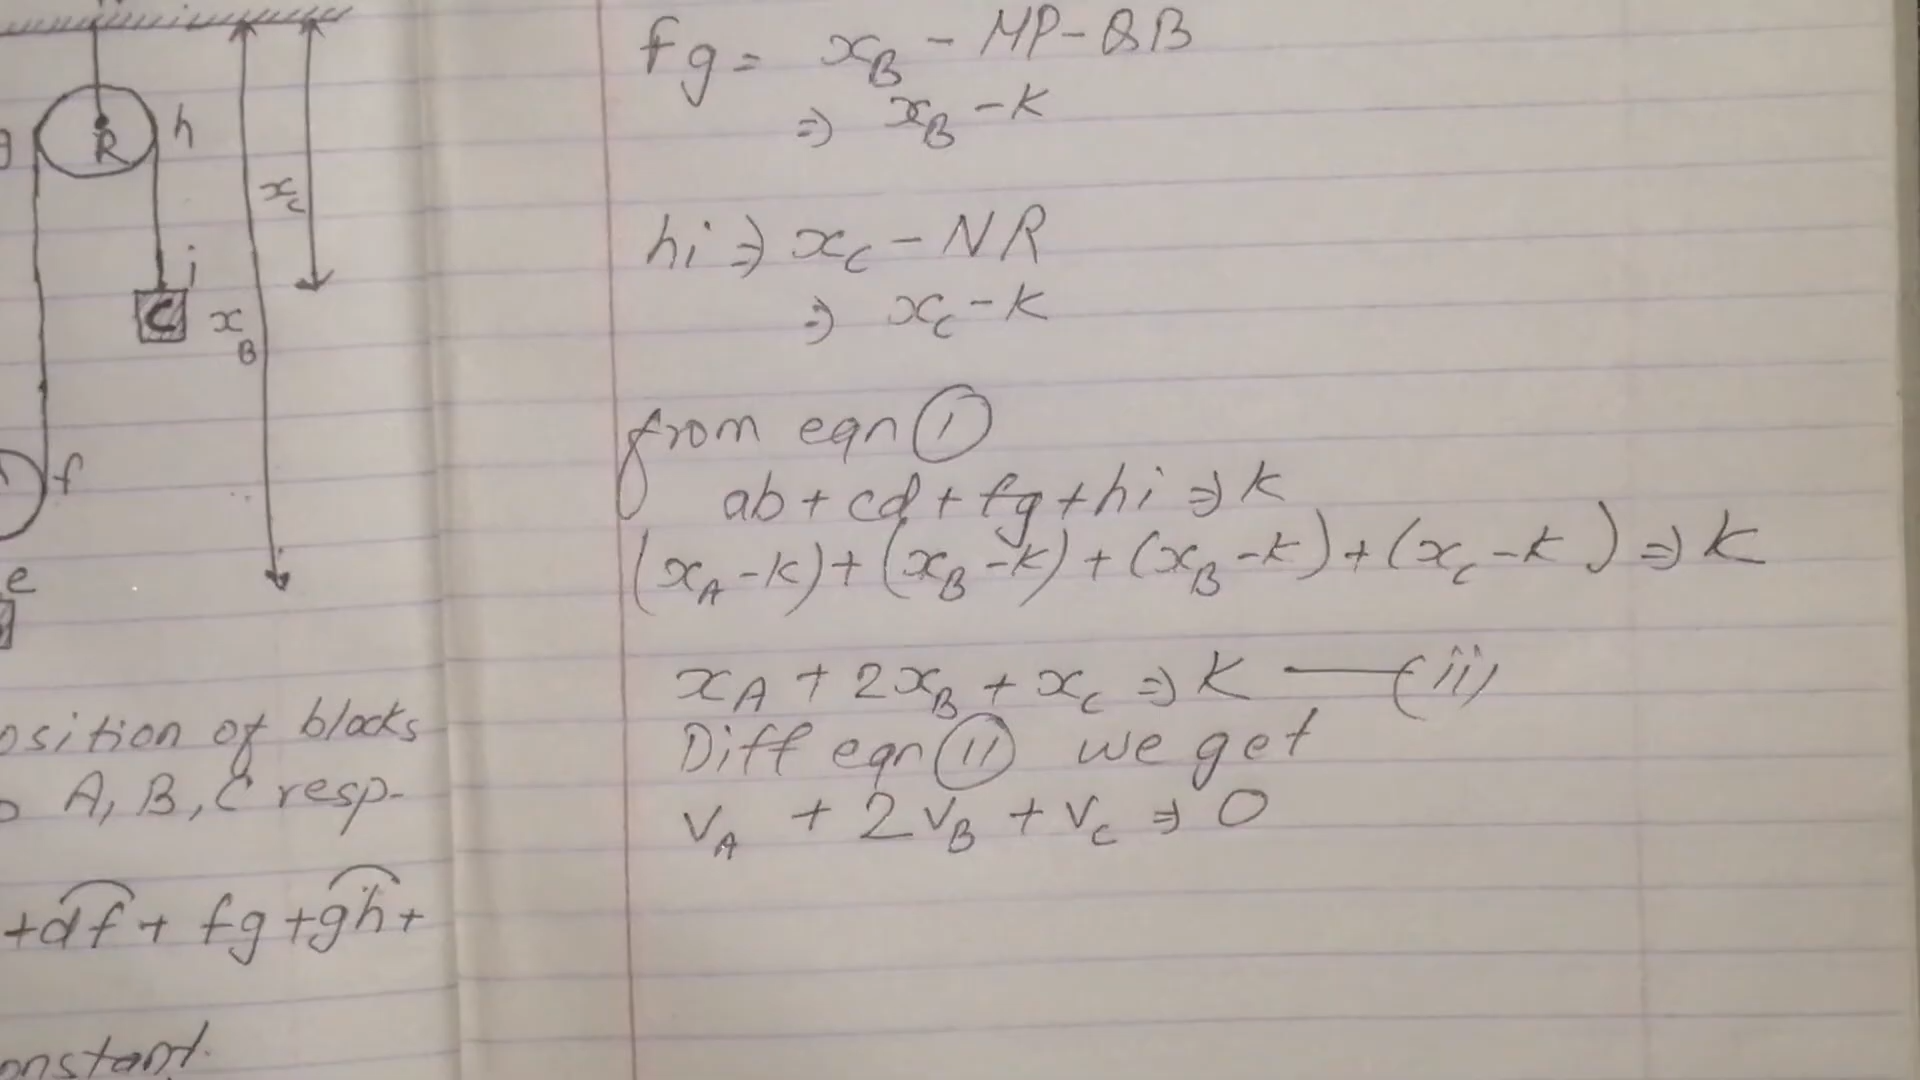 g
R
h
x_C
i
C
x_B
f
e
osition of blocks
A, B, C resp-
+df + fg +gh+
onstant.
fg = x_B - MP - QB
⇒ x_B - k
hi ⇒ x_C - NR
⇒ x_C - k
from eqn ①
ab + cd + fg + hi ⇒ k
(x_A - k) + (x_B - k) + (x_B - k) + (x_C - k) ⇒ k
x_A + 2x_B + x_C ⇒ k — (ii)
Diff eqn (11) we get
v_A + 2v_B + v_C ⇒ 0